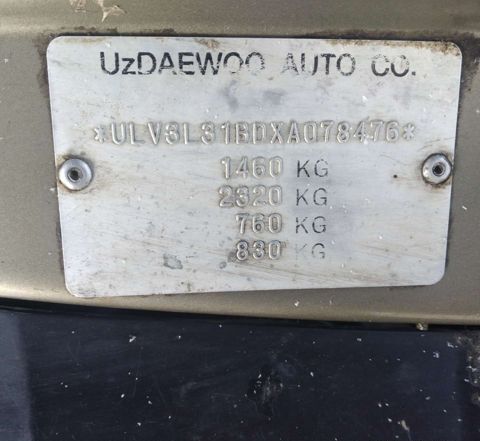 UzDAEWOO AUTO CO.
*ULV3L31BDXA078476*
1460 KG
2320 KG
760 KG
830 KG